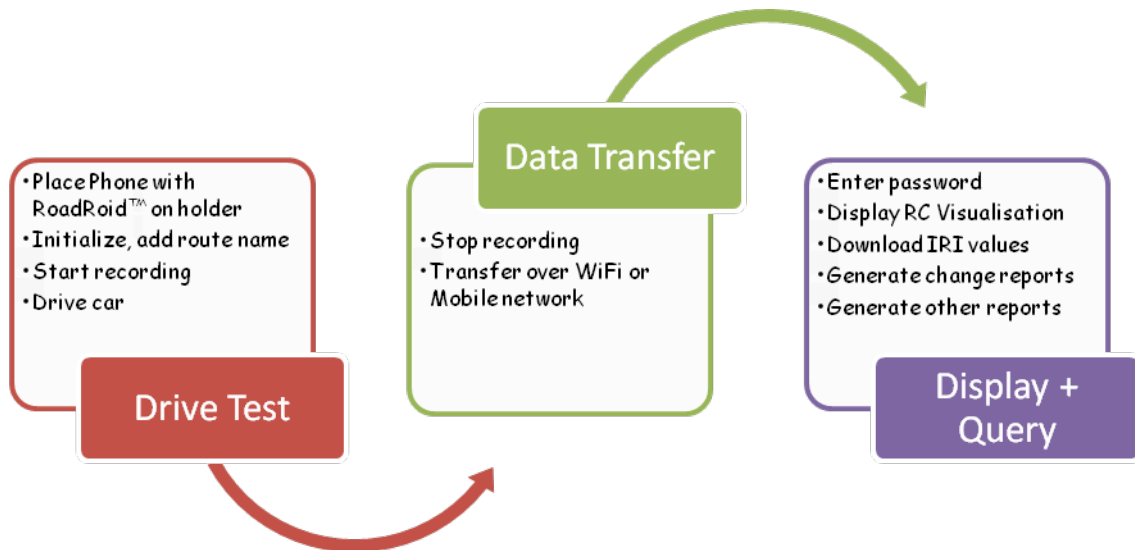 • Place Phone with
RoadRoid™ on holder
• Initialize, add route name
• Start recording
• Drive car
Drive Test
Data Transfer
• Stop recording
• Transfer over WiFi or
Mobile network
• Enter password
• Display RC Visualisation
• Download IRI values
• Generate change reports
• Generate other reports
Display +
Query